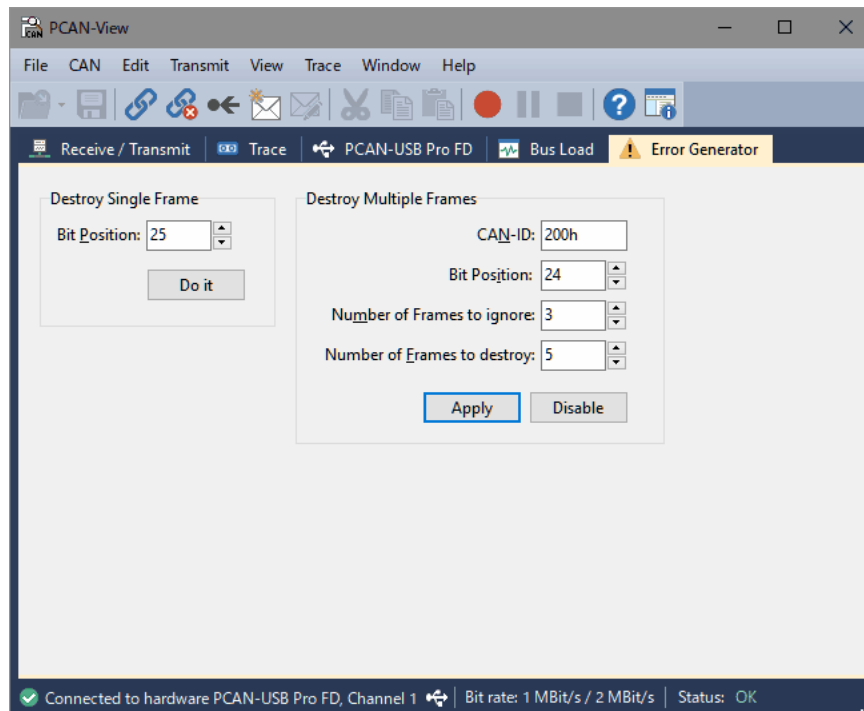 PCAN-View
File CAN Edit Transmit View Trace Window Help
Receive / Transmit Trace PCAN-USB Pro FD Bus Load Error Generator
Destroy Single Frame
Bit Position: 25
Do it
Destroy Multiple Frames
CAN-ID: 200h
Bit Position: 24
Number of Frames to ignore: 3
Number of Frames to destroy: 5
Apply Disable
Connected to hardware PCAN-USB Pro FD, Channel 1 Bit rate: 1 MBit/s / 2 MBit/s Status: OK